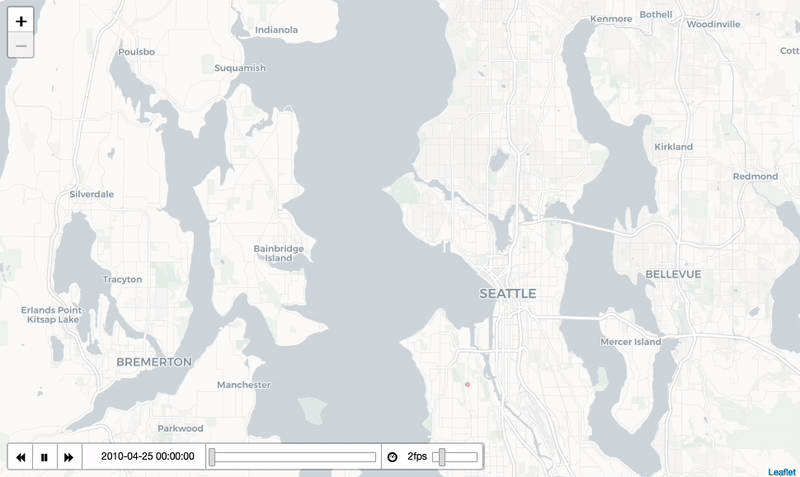 +
−
Indianola
Kenmore
Bothell
Woodinville
Poulsbo
Cott
Suquamish
Kirkland
Redmond
Silverdale
Bainbridge
Island
BELLEVUE
Tracyton
SEATTLE
Erlands Point-
Kitsap Lake
Mercer Island
BREMERTON
Manchester
Parkwood
2010-04-25 00:00:00
2fps
Leaflet